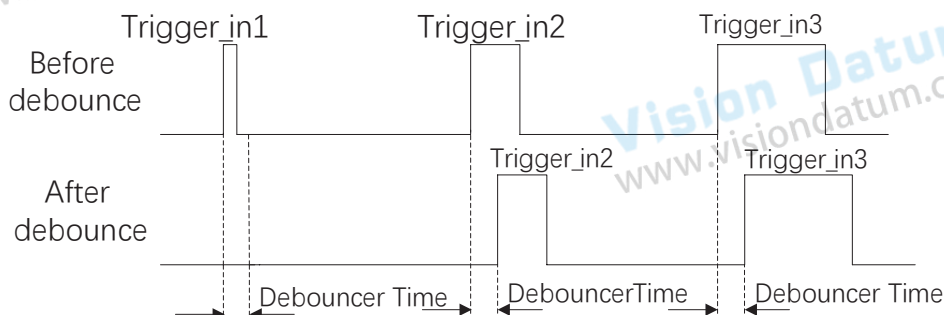 Trigger_in1
Trigger_in2
Trigger_in3
Before
debounce
Vision Datum
www.visiondatum.c
Trigger_in2
Trigger_in3
After
debounce
Debouncer Time
DebouncerTime
Debouncer Time